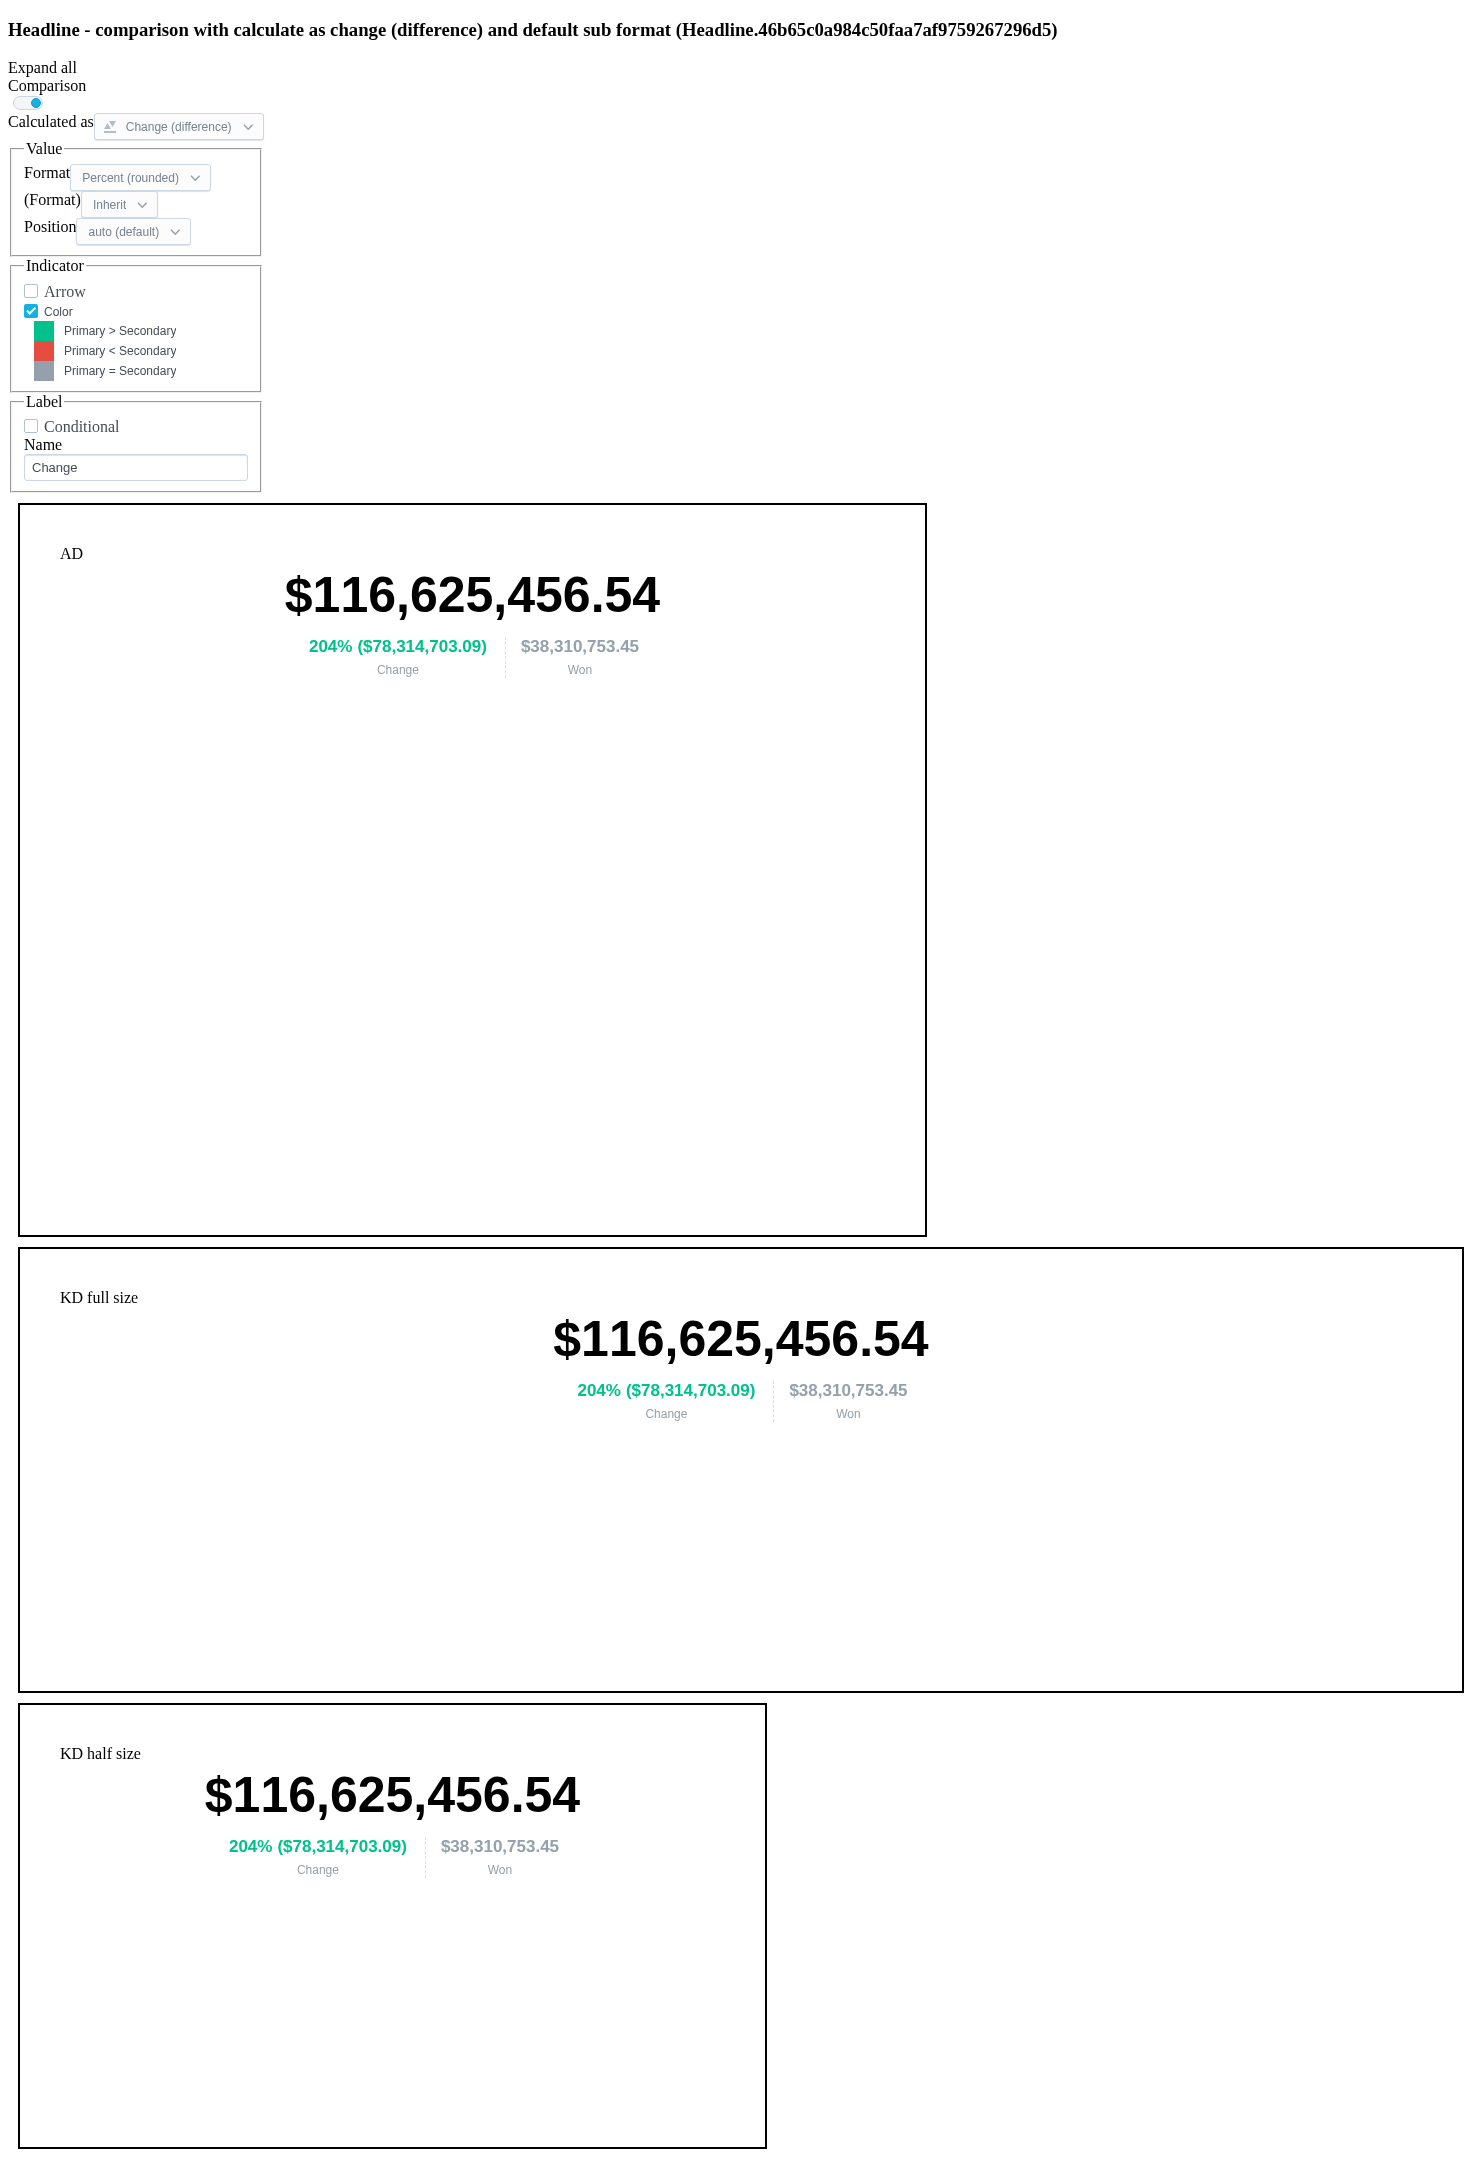 Headline - comparison with calculate as change (difference) and default sub format (Headline.46b65c0a984c50faa7af9759267296d5)
Expand all
Comparison
Calculated as Change (difference)
Value
Format Percent (rounded)
(Format) Inherit
Position auto (default)
Indicator
Arrow
Color
Primary > Secondary
Primary < Secondary
Primary = Secondary
Label
Conditional
Name
Change
AD
$116,625,456.54
204% ($78,314,703.09) $38,310,753.45
Change Won
KD full size
$116,625,456.54
204% ($78,314,703.09) $38,310,753.45
Change Won
KD half size
$116,625,456.54
204% ($78,314,703.09) $38,310,753.45
Change Won